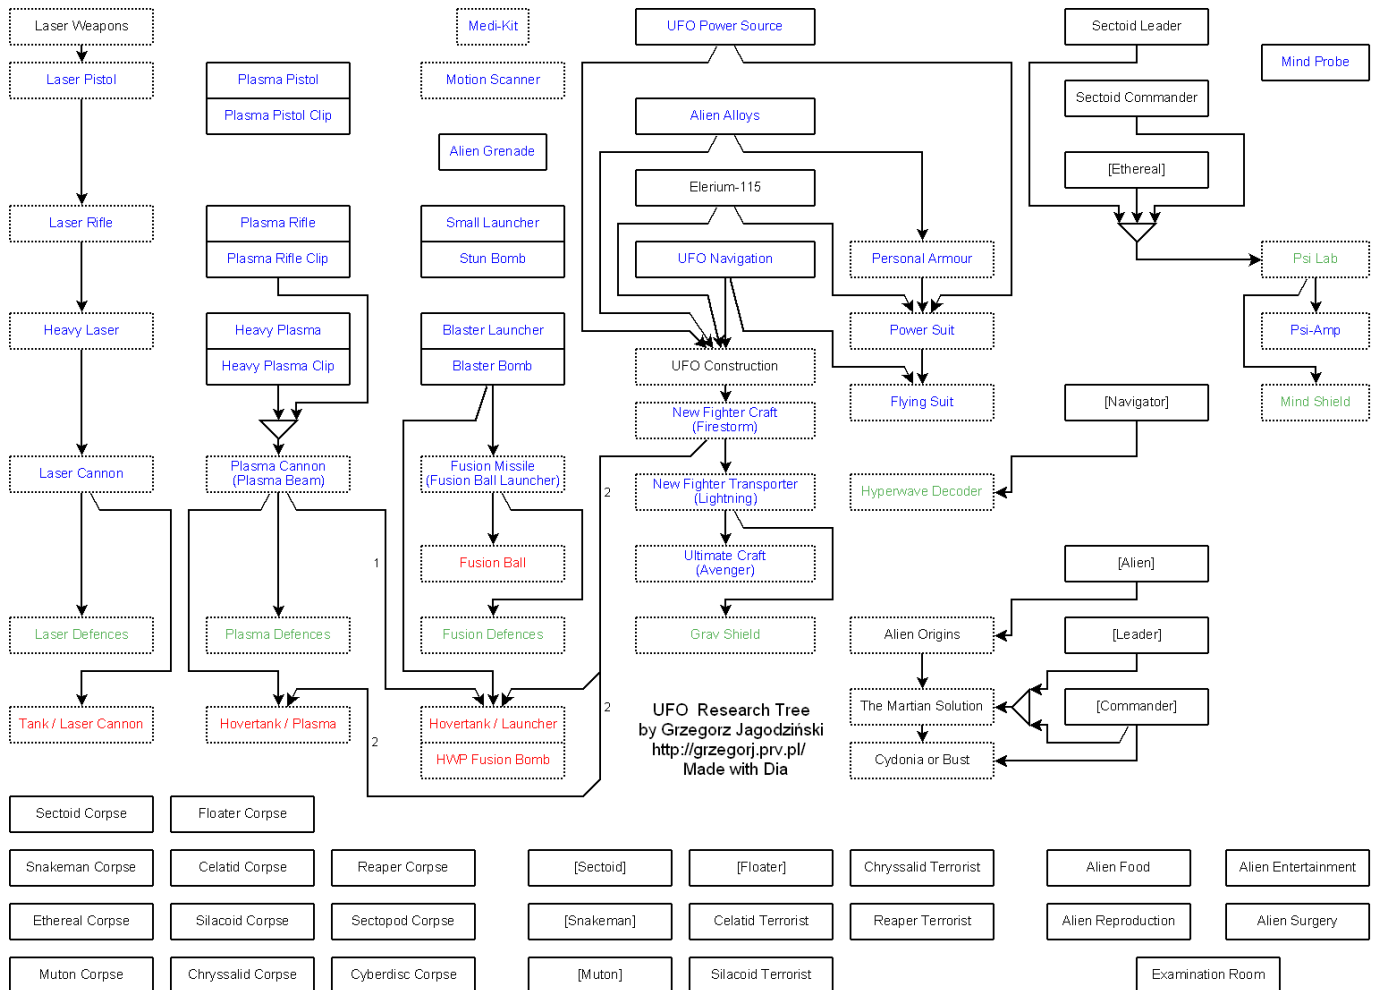 Laser Weapons
Medi-Kit
UFO Power Source
Sectoid Leader
Mind Probe
Laser Pistol
Plasma Pistol
Plasma Pistol Clip
Motion Scanner
Alien Alloys
Sectoid Commander
Alien Grenade
Elerium-115
[Ethereal]
Laser Rifle
Plasma Rifle
Plasma Rifle Clip
Small Launcher
Stun Bomb
UFO Navigation
Personal Armour
Psi Lab
Heavy Laser
Heavy Plasma
Heavy Plasma Clip
Blaster Launcher
Blaster Bomb
UFO Construction
Power Suit
Psi-Amp
New Fighter Craft
(Firestorm)
Flying Suit
[Navigator]
Mind Shield
Laser Cannon
Plasma Cannon
(Plasma Beam)
Fusion Missile
(Fusion Ball Launcher)
2
New Fighter Transporter
(Lightning)
Hyperwave Decoder
1
Fusion Ball
Ultimate Craft
(Avenger)
[Alien]
Laser Defences
Plasma Defences
Fusion Defences
Grav Shield
Alien Origins
[Leader]
Tank / Laser Cannon
Hovertank / Plasma
2
Hovertank / Launcher
HWP Fusion Bomb
2
UFO Research Tree
by Grzegorz Jagodziński
http://grzegorj.prv.pl/
Made with Dia
The Martian Solution
[Commander]
Cydonia or Bust
Sectoid Corpse
Floater Corpse
Snakeman Corpse
Celatid Corpse
Reaper Corpse
[Sectoid]
[Floater]
Chryssalid Terrorist
Alien Food
Alien Entertainment
Ethereal Corpse
Silacoid Corpse
Sectopod Corpse
[Snakeman]
Celatid Terrorist
Reaper Terrorist
Alien Reproduction
Alien Surgery
Muton Corpse
Chryssalid Corpse
Cyberdisc Corpse
[Muton]
Silacoid Terrorist
Examination Room